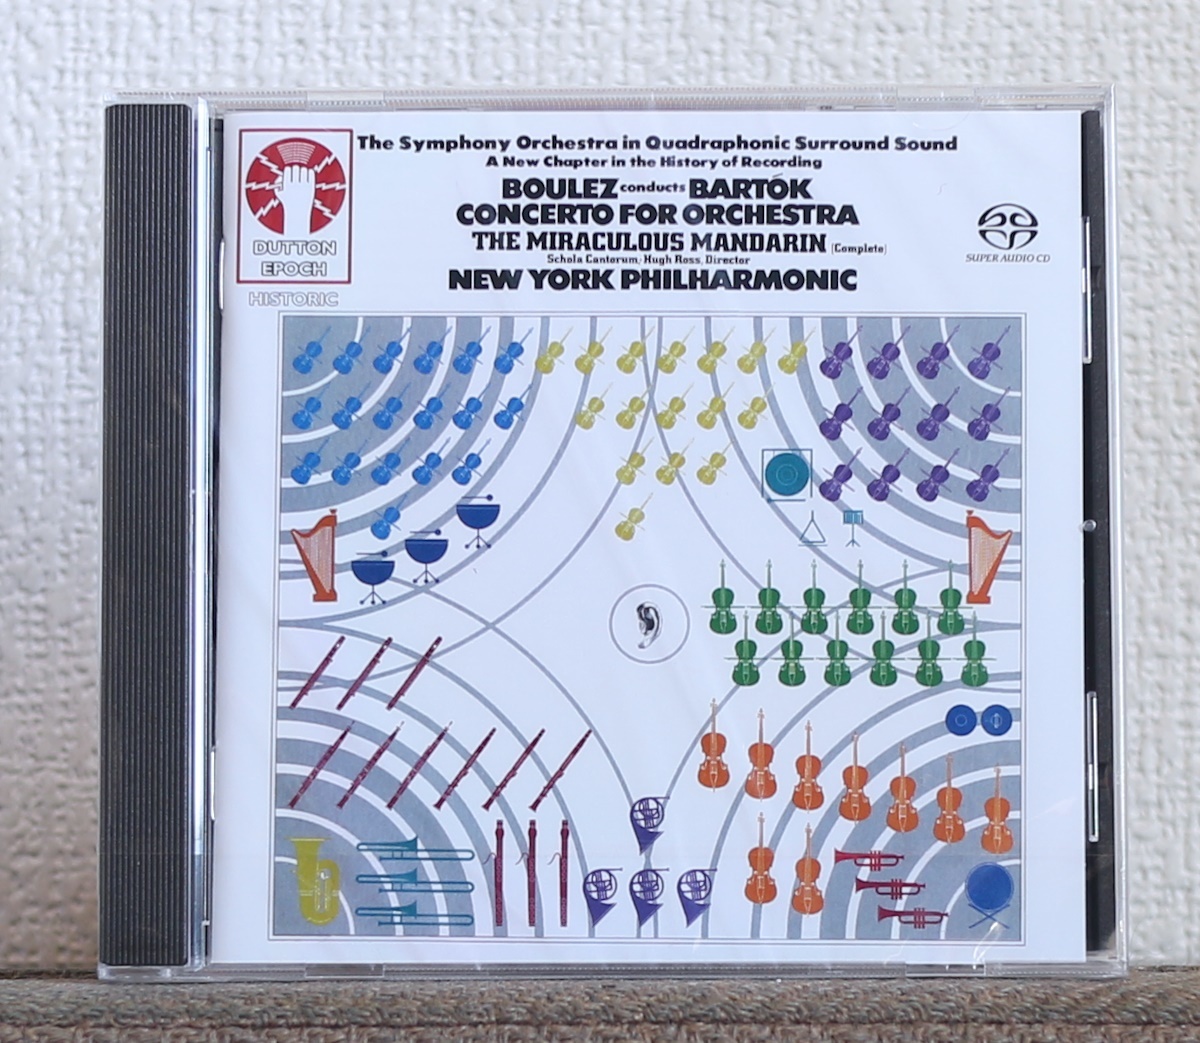 The Symphony Orchestra in Quadraphonic Surround Sound
A New Chapter in the History of Recording
BOULEZ conducts BARTÓK
CONCERTO FOR ORCHESTRA
THE MIRACULOUS MANDARIN (Complete)
Schola Cantorum, Hugh Ross, Director
NEW YORK PHILHARMONIC
DUTTON
EPOCH
HISTORIC
SUPER AUDIO CD